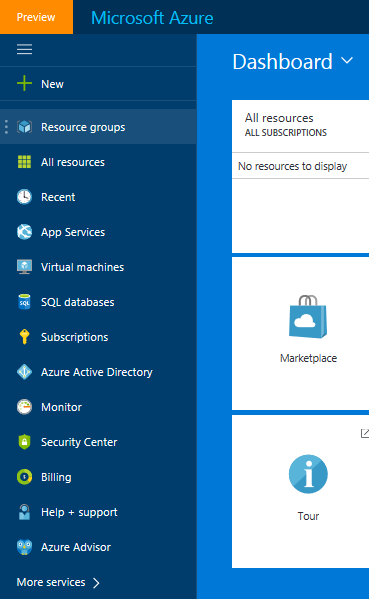 Preview
Microsoft Azure
New
Resource groups
All resources
Recent
App Services
Virtual machines
SQL databases
SQL
Subscriptions
Azure Active Directory
Monitor
Security Center
Billing
Help + support
Azure Advisor
More services
Dashboard
All resources
ALL SUBSCRIPTIONS
No resources to display
Marketplace
Tour